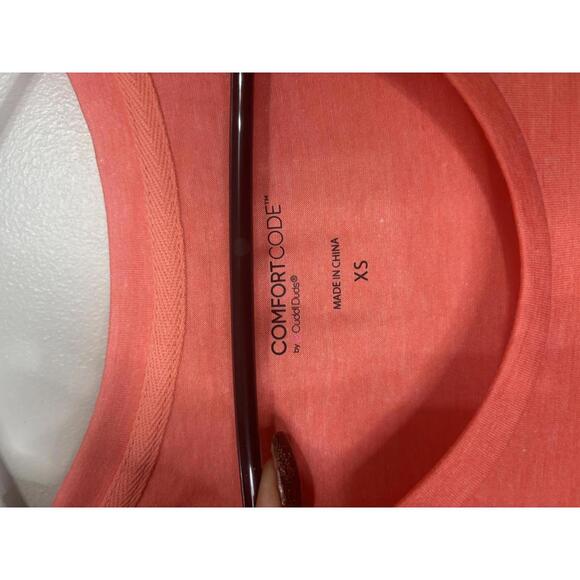 COMFORTCODE™
by CuddlDuds®
MADE IN CHINA
XS